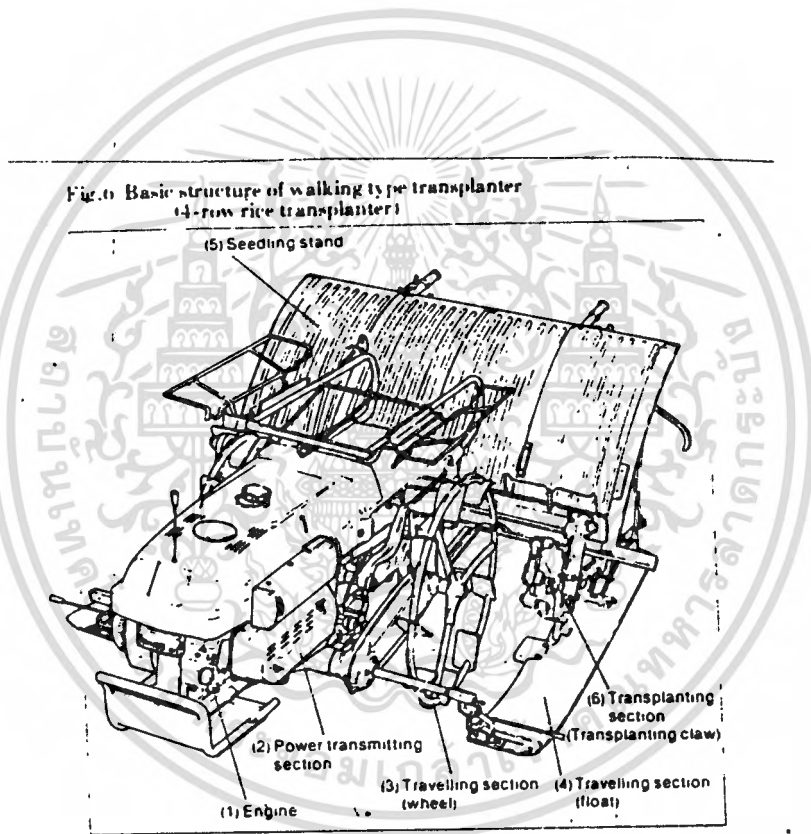 Fig.6 Basic structure of walking type transplanter
(4-row rice transplanter)
(5) Seedling stand
(6) Transplanting
section
(Transplanting claw)
(2) Power transmitting
section
(3) Travelling section
(wheel)
(4) Travelling section
(float)
(1) Engine